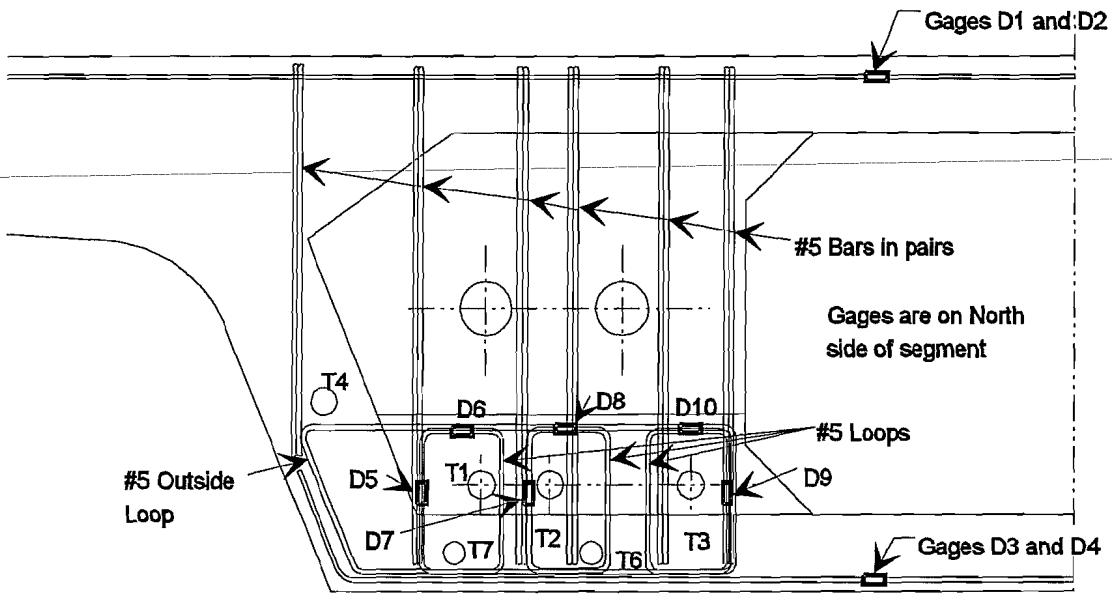 Gages D1 and D2
#5 Bars in pairs
Gages are on North
side of segment
T4
D6
D8
D10
#5 Loops
#5 Outside
Loop
D5
T1
D9
D7
T7
T2
T6
T3
Gages D3 and D4